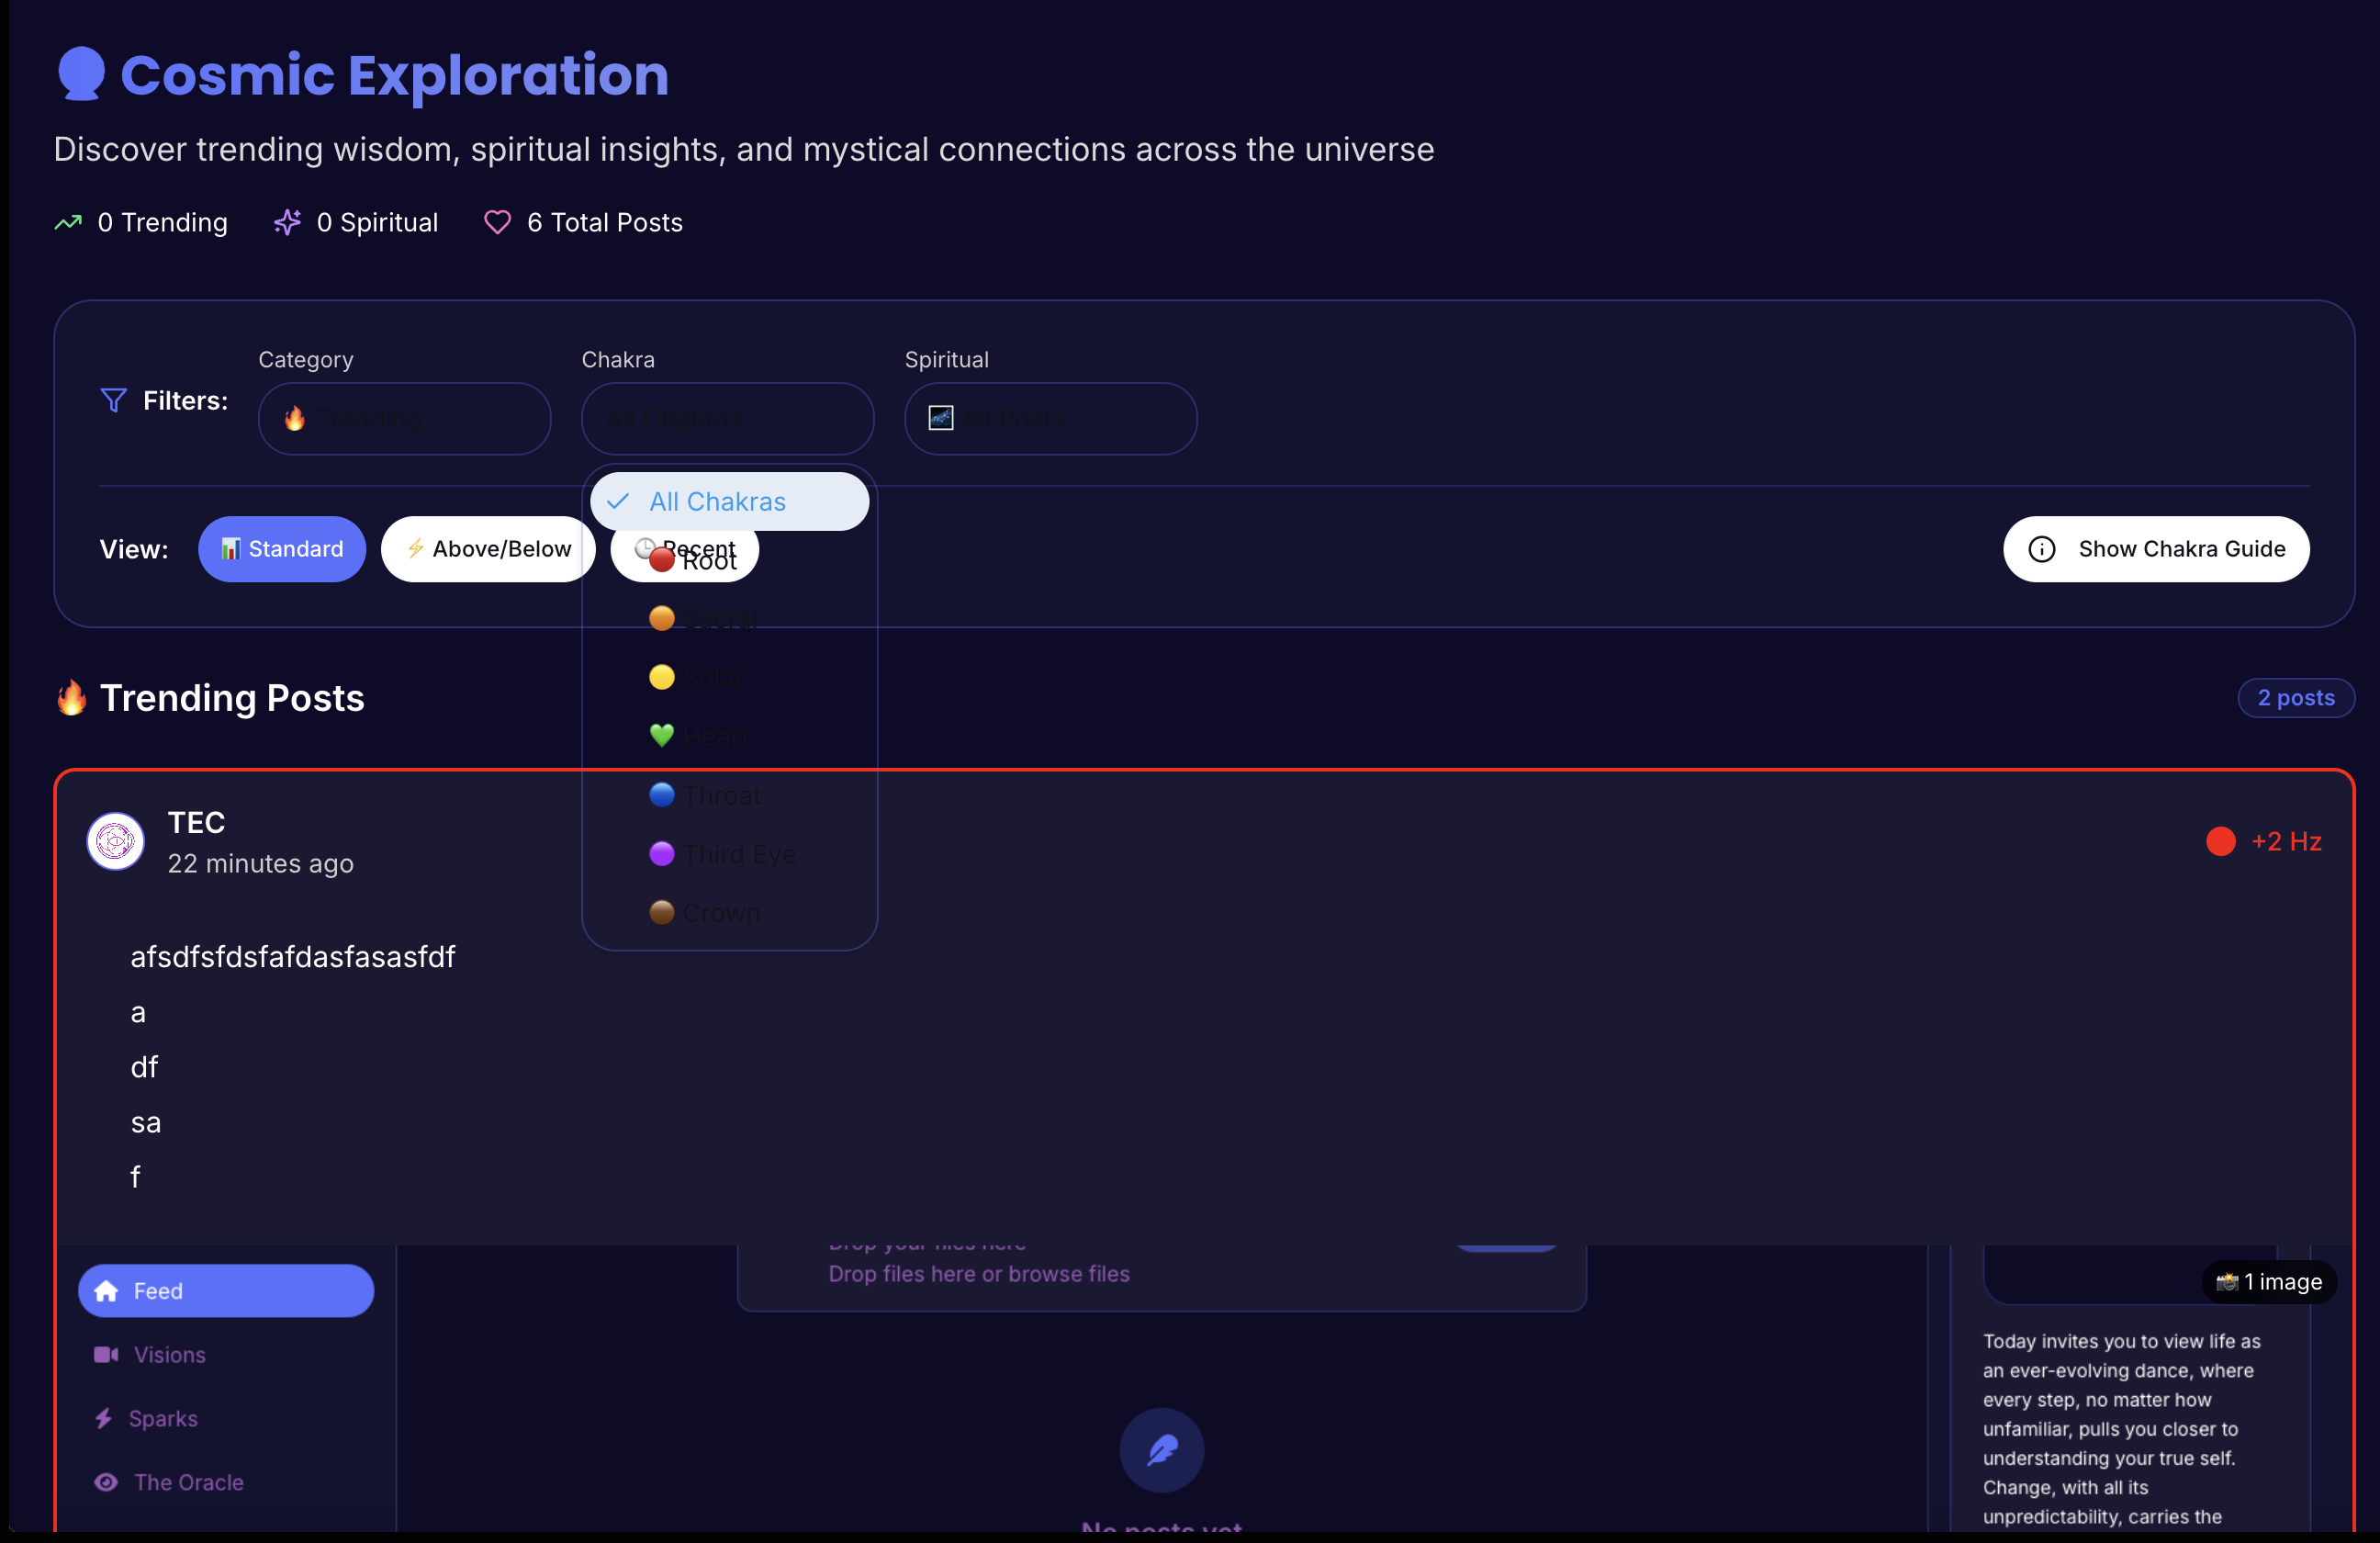 Cosmic Exploration
Discover trending wisdom, spiritual insights, and mystical connections across the universe
0 Trending 0 Spiritual 6 Total Posts
Category Chakra Spiritual
Filters: 🔥 Trending All Chakras All Posts
All Chakras
View: Standard Above/Below Recent Show Chakra Guide
Root
Sacral
Solar
🔥 Trending Posts 2 posts
Heart
Throat
TEC
22 minutes ago
+2 Hz
Third Eye
Crown
afsdfsfdsfafdasfasasfdf
a
df
sa
f
Drop your files here
Drop files here or browse files
Feed
1 image
Visions
Sparks
The Oracle
Today invites you to view life as
an ever-evolving dance, where
every step, no matter how
unfamiliar, pulls you closer to
understanding your true self.
Change, with all its
unpredictability, carries the
No posts yet